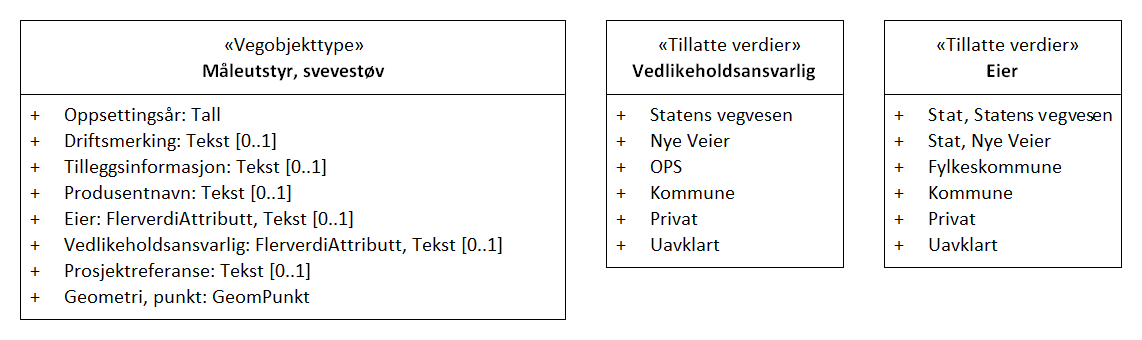 «Vegobjekttype»
Måleutstyr, svevestøv
+ Oppsettingsår: Tall
+ Driftsmerking: Tekst [0..1]
+ Tilleggsinformasjon: Tekst [0..1]
+ Produsentnavn: Tekst [0..1]
+ Eier: FlerverdiAttributt, Tekst [0..1]
+ Vedlikeholdsansvarlig: FlerverdiAttributt, Tekst [0..1]
+ Prosjektreferanse: Tekst [0..1]
+ Geometri, punkt: GeomPunkt
«Tillatte verdier»
Vedlikeholdsansvarlig
+ Statens vegvesen
+ Nye Veier
+ OPS
+ Kommune
+ Privat
+ Uavklart
«Tillatte verdier»
Eier
+ Stat, Statens vegvesen
+ Stat, Nye Veier
+ Fylkeskommune
+ Kommune
+ Privat
+ Uavklart